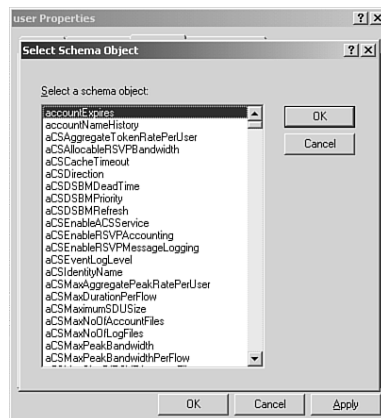 user Properties
Select Schema Object
Select a schema object:
accountExpires
accountNameHistory
aCSAggregateTokenRatePerUser
aCSAllocableRSVPBandwidth
aCSCacheTimeout
aCSDirection
aCSDSBMDeadTime
aCSDSBMPriority
aCSDSBMRefresh
aCSEnableACSService
aCSEnableRSVPAccounting
aCSEnableRSVPMessageLogging
aCSEventLogLevel
aCSIdentityName
aCSMaxAggregatePeakRatePerUser
aCSMaxDurationPerFlow
aCSMaximumSDUSize
aCSMaxNoOfAccountFiles
aCSMaxNoOfLogFiles
aCSMaxPeakBandwidth
aCSMaxPeakBandwidthPerFlow
OK
Cancel
OK
Cancel
Apply